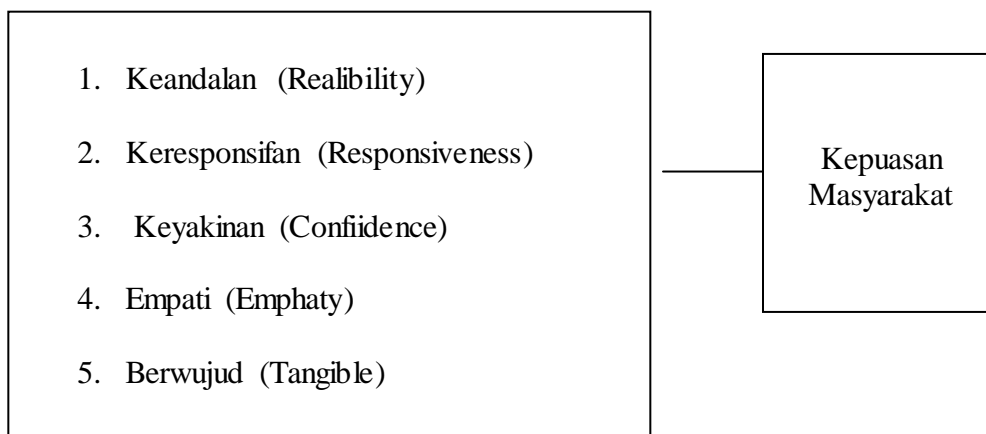 1. Keandalan (Realibility)
2. Keresponsifan (Responsiveness)
3. Keyakinan (Confiidence)
4. Empati (Emphaty)
5. Berwujud (Tangible)
Kepuasan
Masyarakat